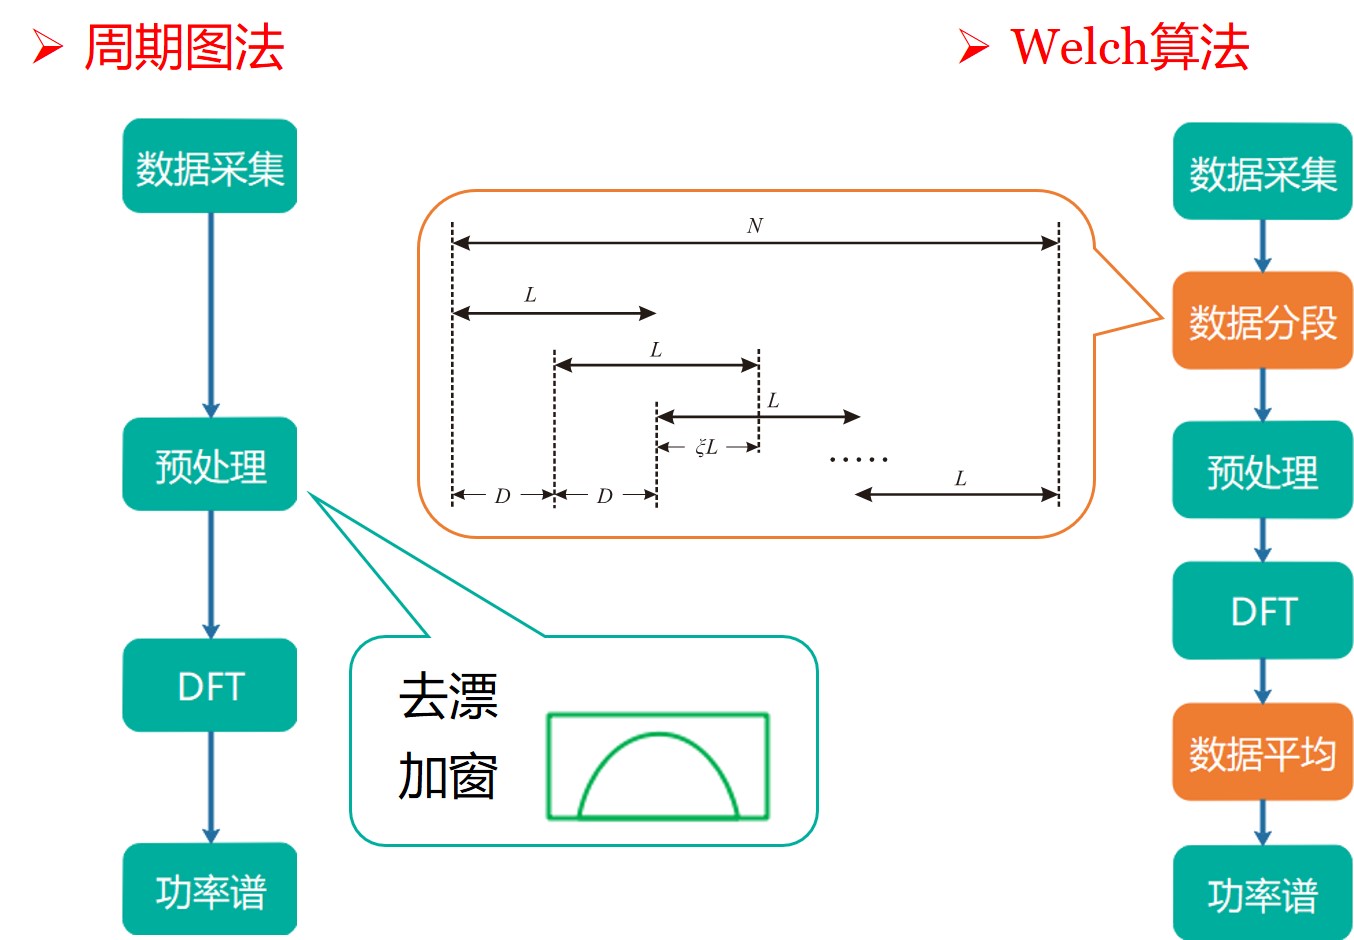 ➢ 周期图法
➢ Welch算法
数据采集
预处理
DFT
功率谱
去漂
加窗
N
L
L
L
ξL
.....
D
D
L
数据采集
数据分段
预处理
DFT
数据平均
功率谱